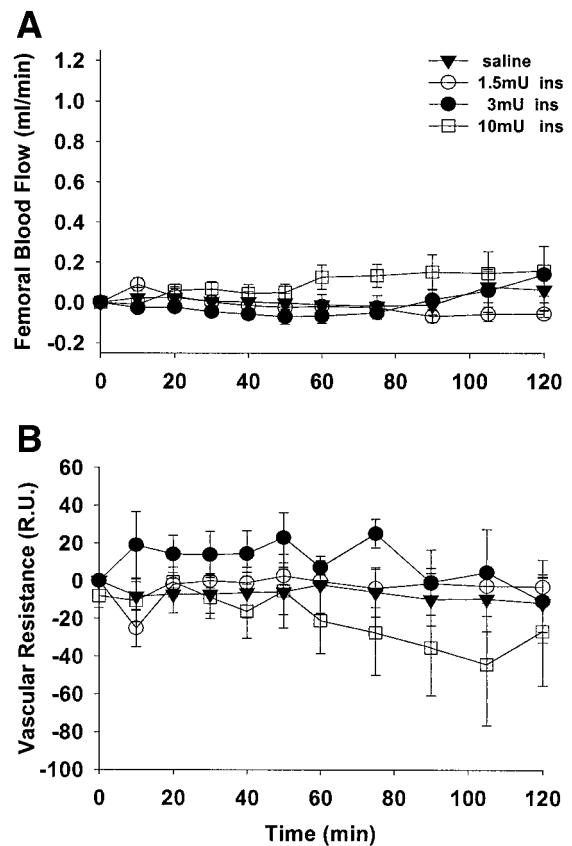 A
Femoral Blood Flow (ml/min)
1.2
1.0
0.8
0.6
0.4
0.2
0.0
-0.2
saline
1.5mU ins
3mU ins
10mU ins
0 20 40 60 80 100 120
B
Vascular Resistance (R.U.)
60
40
20
0
-20
-40
-60
-80
-100
0 20 40 60 80 100 120
Time (min)